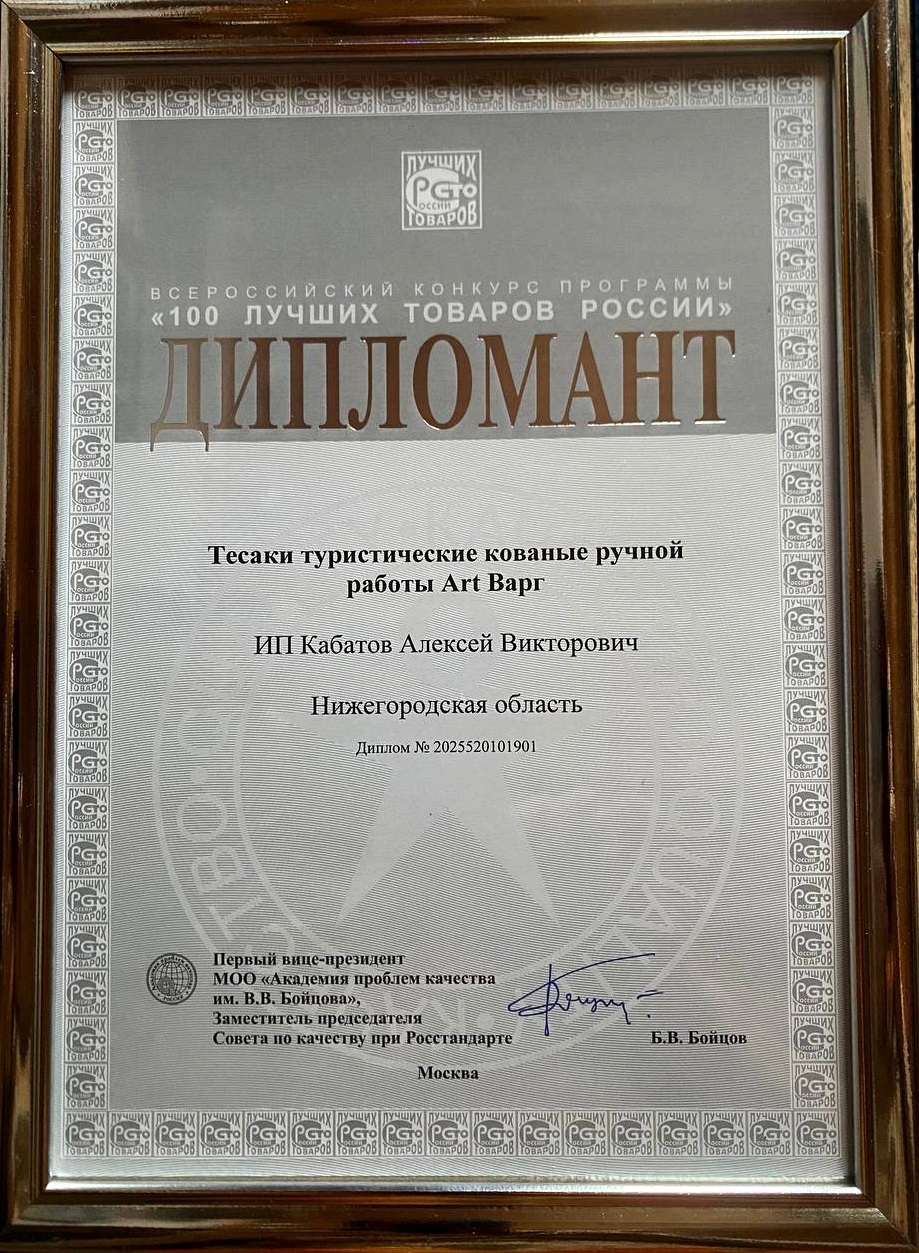 ЛУЧШИХ
РСто
РОССИИ
ТОВАРОВ
ВСЕРОССИЙСКИЙ КОНКУРС ПРОГРАММЫ
«100 ЛУЧШИХ ТОВАРОВ РОССИИ»
ДИПЛОМАНТ
Тесаки туристические кованые ручной
работы Art Варг
ИП Кабатов Алексей Викторович
Нижегородская область
Диплом № 2025520101901
Первый вице-президент
МОО «Академия проблем качества
им. В.В. Бойцова»,
Заместитель председателя
Совета по качеству при Росстандарте
Б.В. Бойцов
Москва